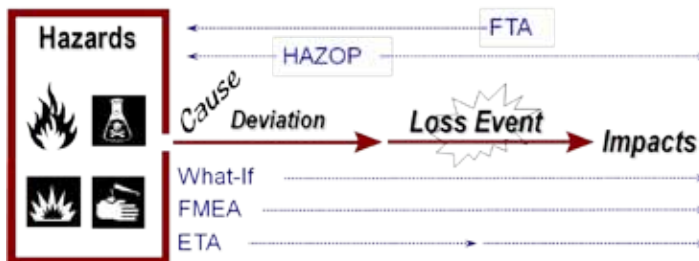 Hazards
FTA
HAZOP
Cause
Deviation
Loss Event
Impacts
What-If
FMEA
ETA